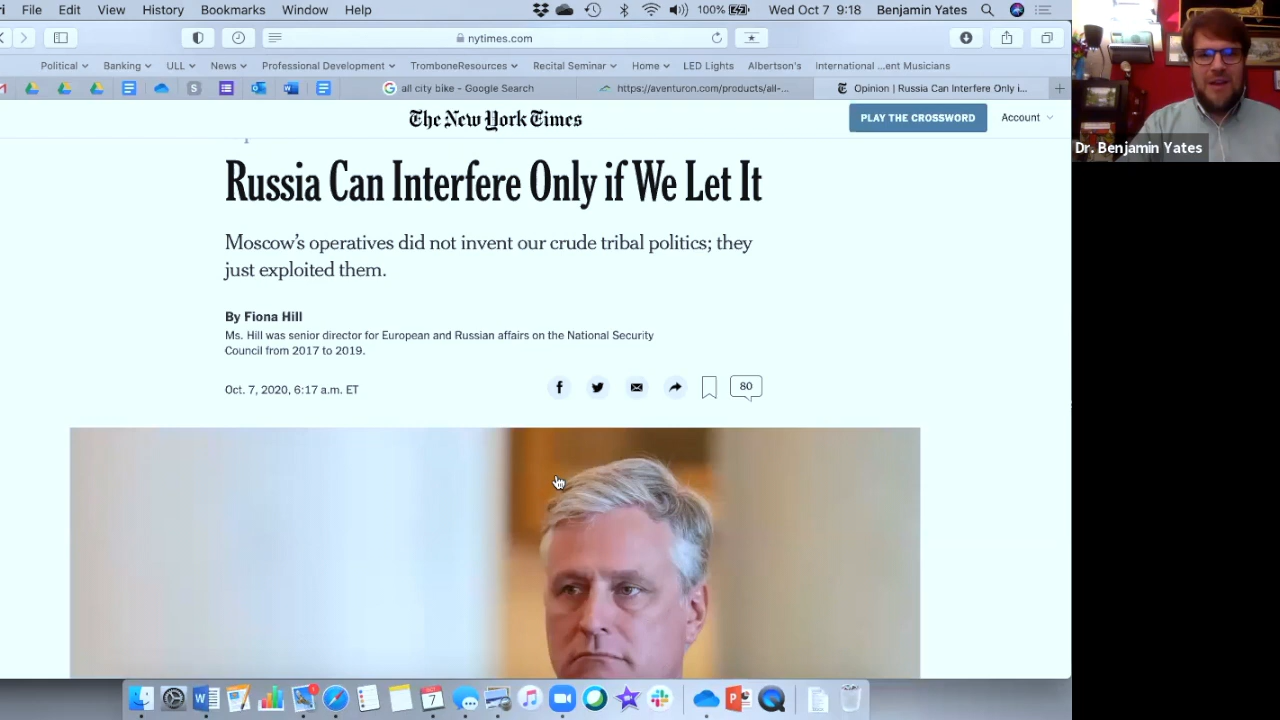 File Edit View History Bookmarks Window Help 100% Wed Oct 7 9:18 Benjamin Yates
nytimes.com
Political Banking ULL News Professional Development TromboneResources Recital Seminar Home LED Lights Albertson's International ...ent Musicians
all city bike - Google Search https://aventuron.com/products/all-... Opinion | Russia Can Interfere Only i...
The New York Times
PLAY THE CROSSWORD
Account
Russia Can Interfere Only if We Let It
Moscow's operatives did not invent our crude tribal politics; they
just exploited them.
By Fiona Hill
Ms. Hill was senior director for European and Russian affairs on the National Security
Council from 2017 to 2019.
Oct. 7, 2020, 6:17 a.m. ET
80
Dr. Benjamin Yates